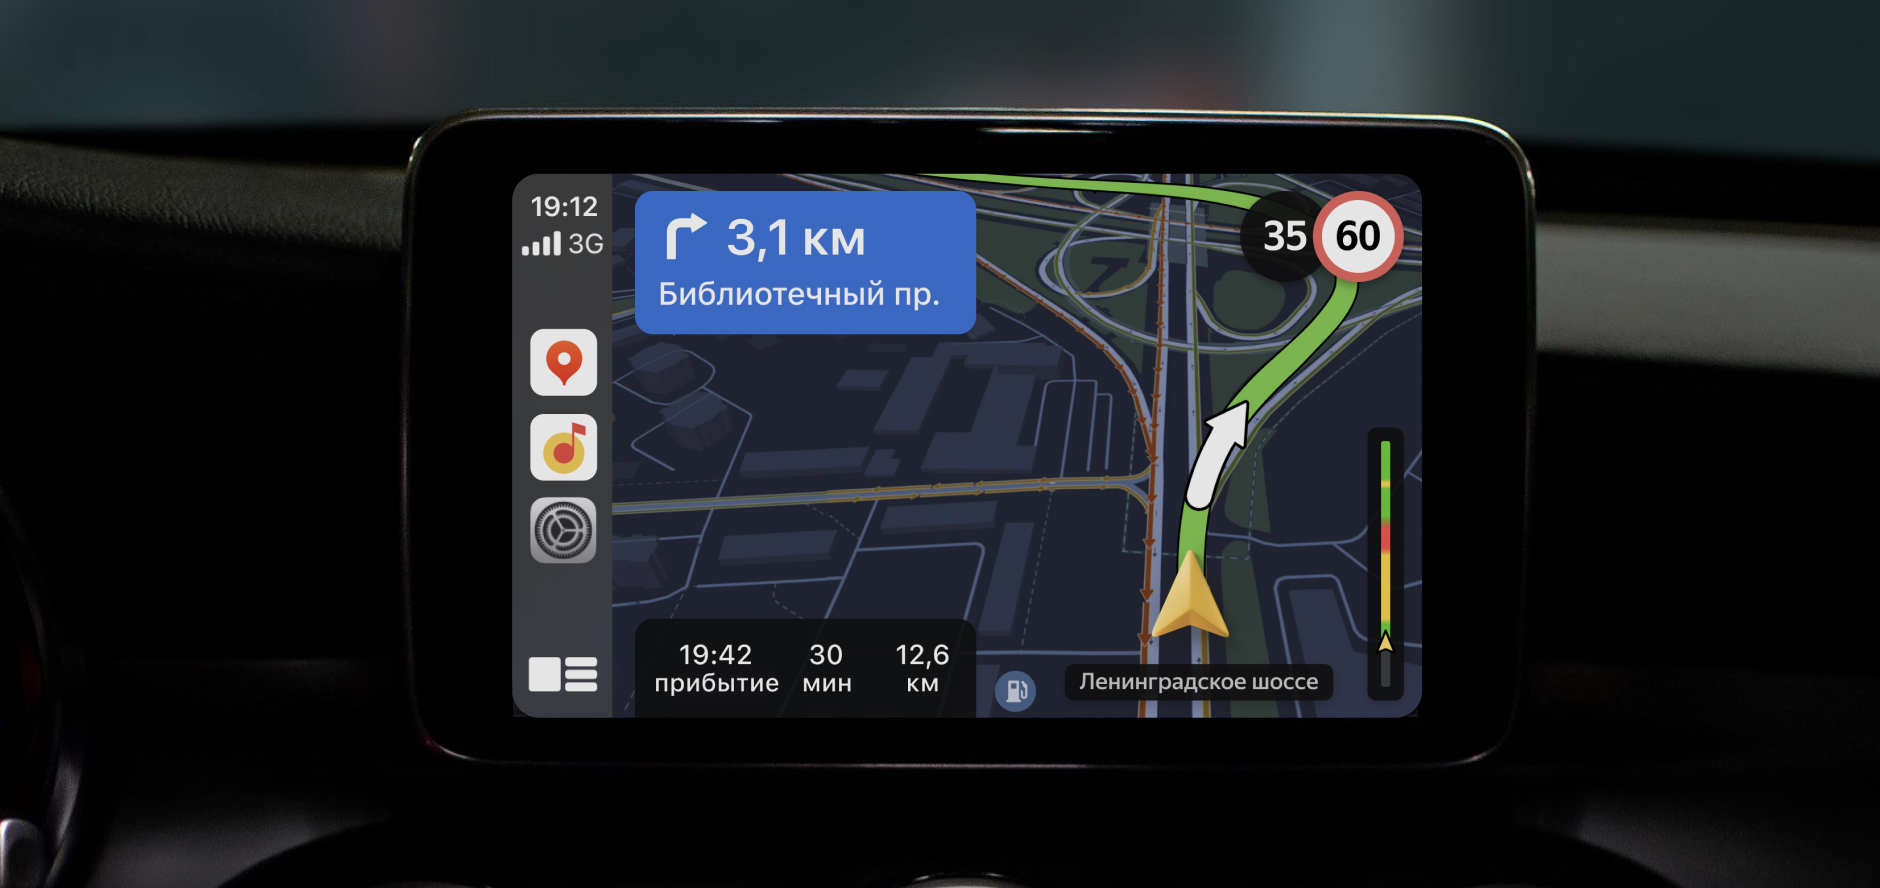 19:12
3G
3,1 км
Библиотечный пр.
35 60
19:42 30 12,6
прибытие мин км
Ленинградское шоссе